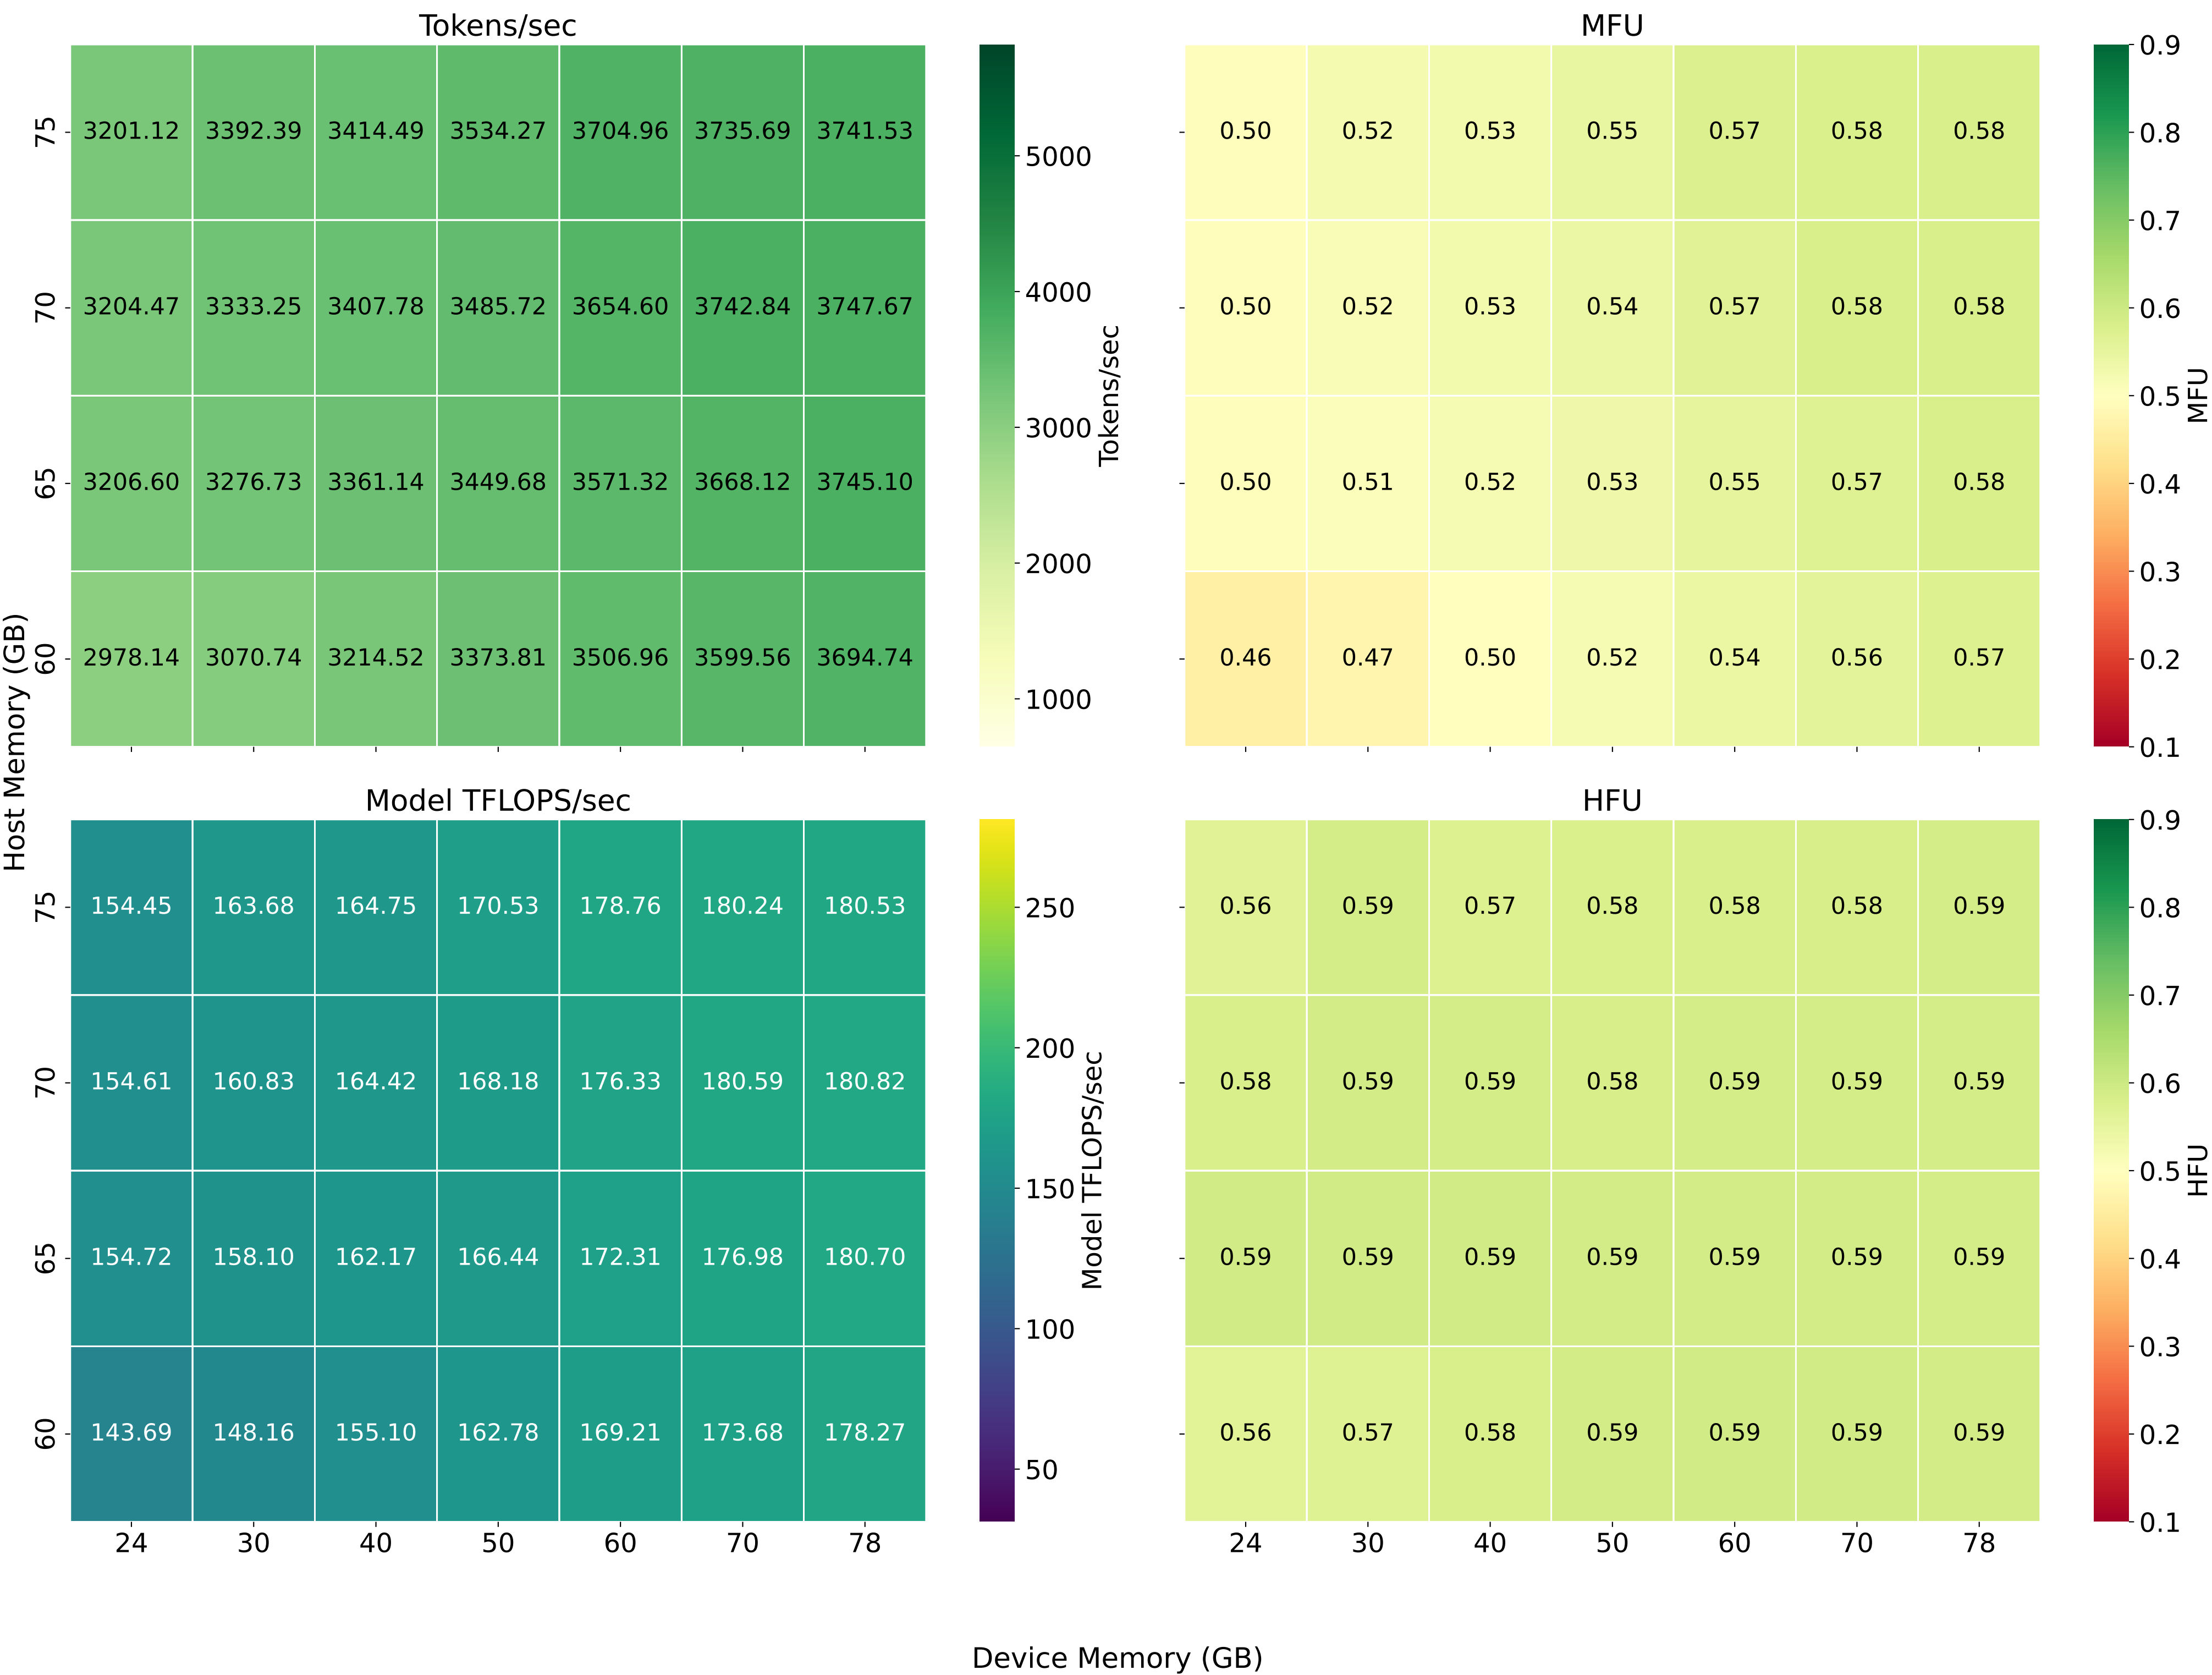 Tokens/sec
75 3201.12 3392.39 3414.49 3534.27 3704.96 3735.69 3741.53
70 3204.47 3333.25 3407.78 3485.72 3654.60 3742.84 3747.67
65 3206.60 3276.73 3361.14 3449.68 3571.32 3668.12 3745.10
60 2978.14 3070.74 3214.52 3373.81 3506.96 3599.56 3694.74
5000
4000
3000
2000
1000
Tokens/sec
MFU
0.50 0.52 0.53 0.55 0.57 0.58 0.58
0.50 0.52 0.53 0.54 0.57 0.58 0.58
0.50 0.51 0.52 0.53 0.55 0.57 0.58
0.46 0.47 0.50 0.52 0.54 0.56 0.57
0.9
0.8
0.7
0.6
0.5
0.4
0.3
0.2
0.1
MFU
Host Memory (GB)
Model TFLOPS/sec
75 154.45 163.68 164.75 170.53 178.76 180.24 180.53
70 154.61 160.83 164.42 168.18 176.33 180.59 180.82
65 154.72 158.10 162.17 166.44 172.31 176.98 180.70
60 143.69 148.16 155.10 162.78 169.21 173.68 178.27
24 30 40 50 60 70 78
250
200
150
100
50
Model TFLOPS/sec
HFU
0.56 0.59 0.57 0.58 0.58 0.58 0.59
0.58 0.59 0.59 0.58 0.59 0.59 0.59
0.59 0.59 0.59 0.59 0.59 0.59 0.59
0.56 0.57 0.58 0.59 0.59 0.59 0.59
24 30 40 50 60 70 78
0.9
0.8
0.7
0.6
0.5
0.4
0.3
0.2
0.1
HFU
Device Memory (GB)